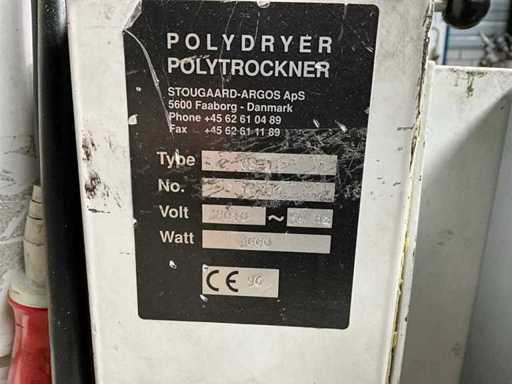 POLYDRYER
POLYTROCKNER
STOUGAARD-ARGOS ApS
5600 Faaborg - Danmark
Phone +45 62 61 04 89
Fax +45 62 61 11 89
Type
No.
Volt ~
Watt
CE